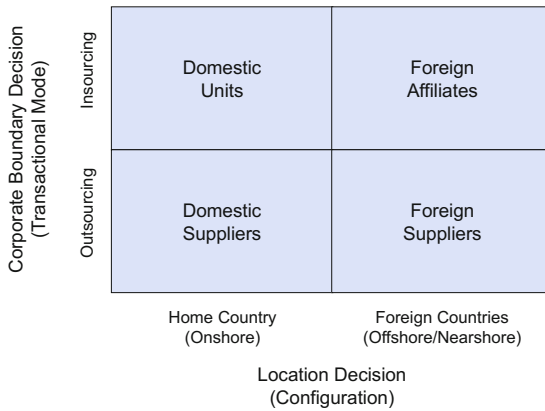 Corporate Boundary Decision
(Transactional Mode)
Insourcing
Outsourcing
Domestic
Units
Foreign
Affiliates
Domestic
Suppliers
Foreign
Suppliers
Home Country
(Onshore)
Foreign Countries
(Offshore/Nearshore)
Location Decision
(Configuration)